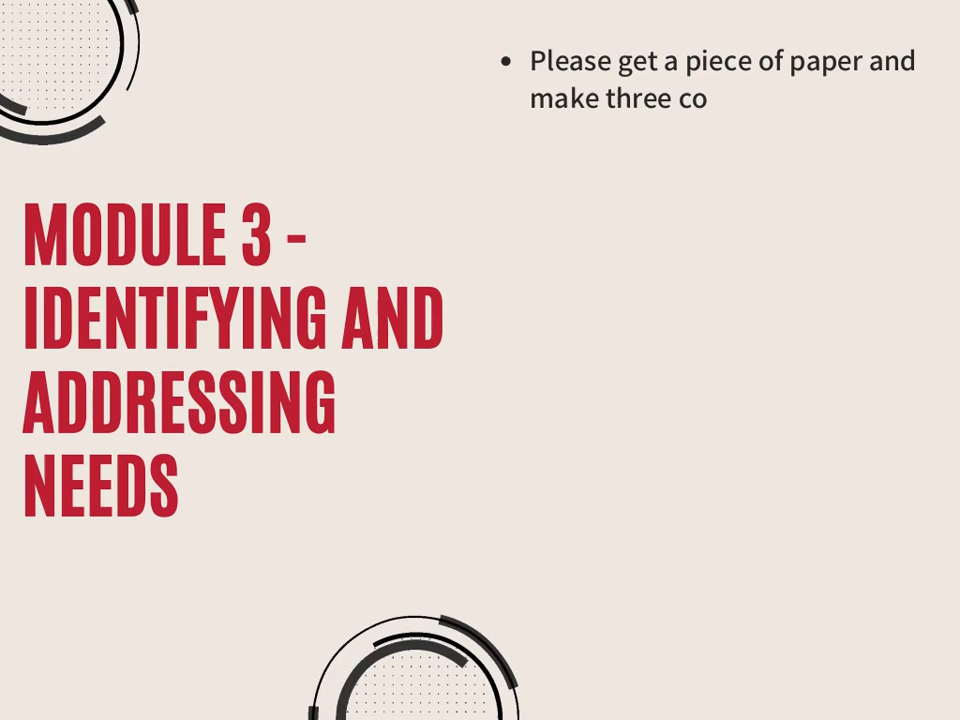 Please get a piece of paper and
make three co
MODULE 3 -
IDENTIFYING AND
ADDRESSING
NEEDS